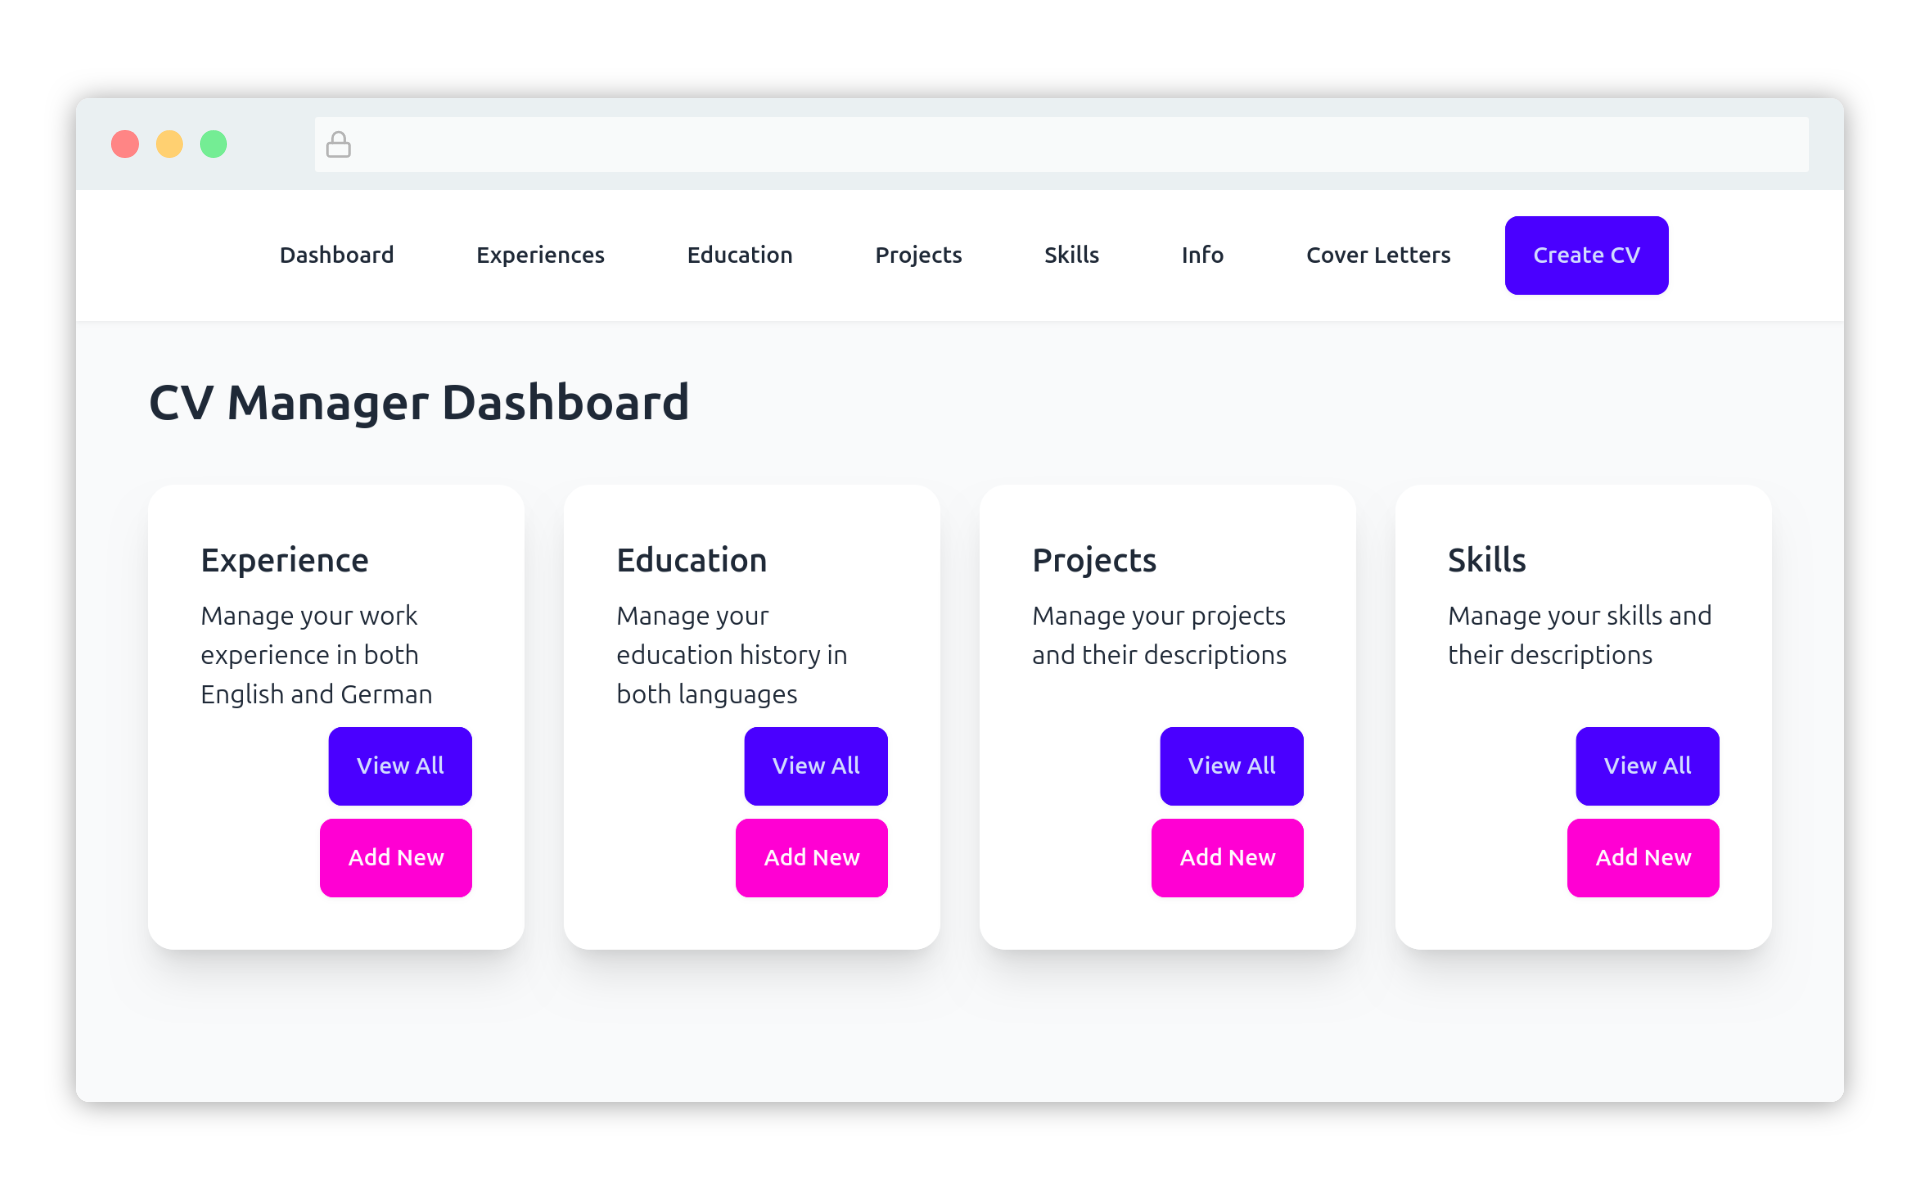 Dashboard Experiences Education Projects Skills Info Cover Letters Create CV
CV Manager Dashboard
Experience
Manage your work
experience in both
English and German
View All
Add New
Education
Manage your
education history in
both languages
View All
Add New
Projects
Manage your projects
and their descriptions
View All
Add New
Skills
Manage your skills and
their descriptions
View All
Add New